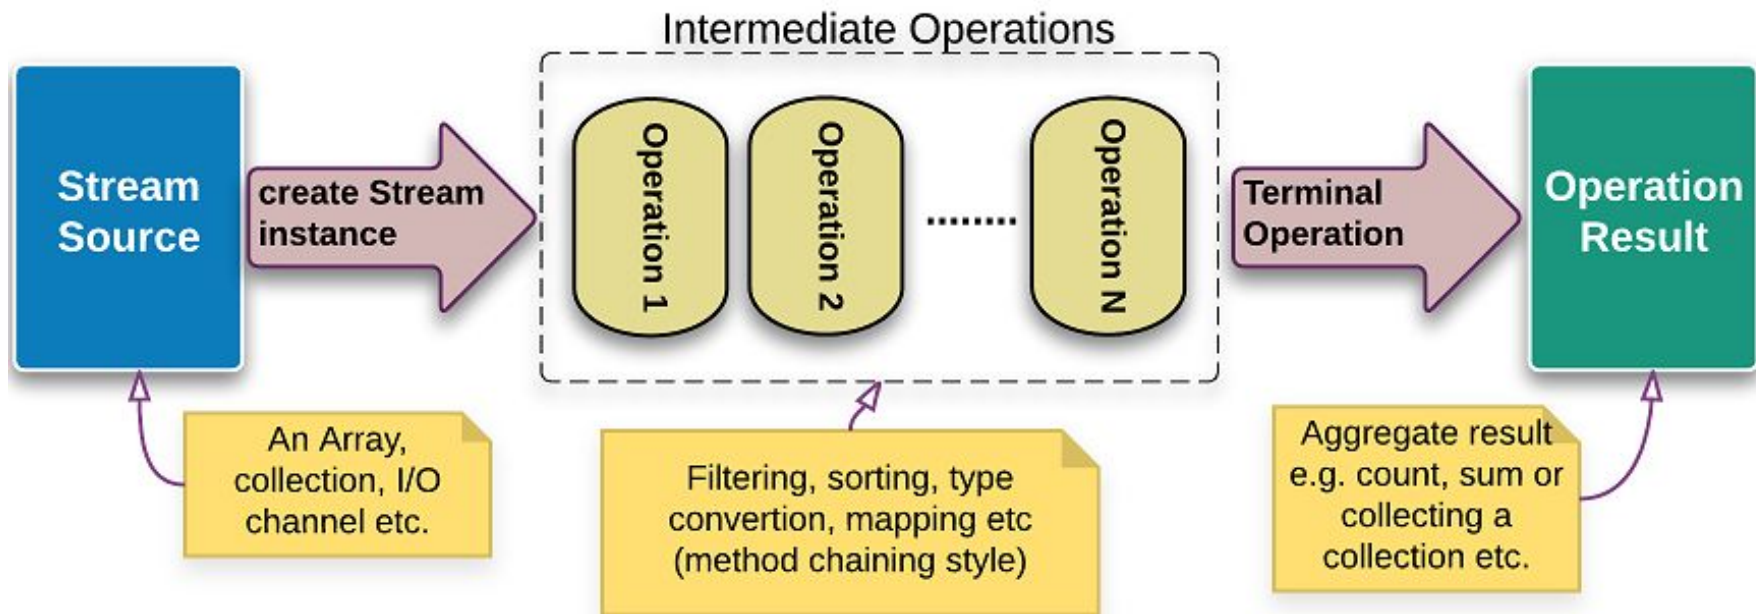 Intermediate Operations
Stream
Source
create Stream
instance
Operation 1
Operation 2
Operation N
Terminal
Operation
Operation
Result
An Array,
collection, I/O
channel etc.
Filtering, sorting, type
convertion, mapping etc
(method chaining style)
Aggregate result
e.g. count, sum or
collecting a
collection etc.